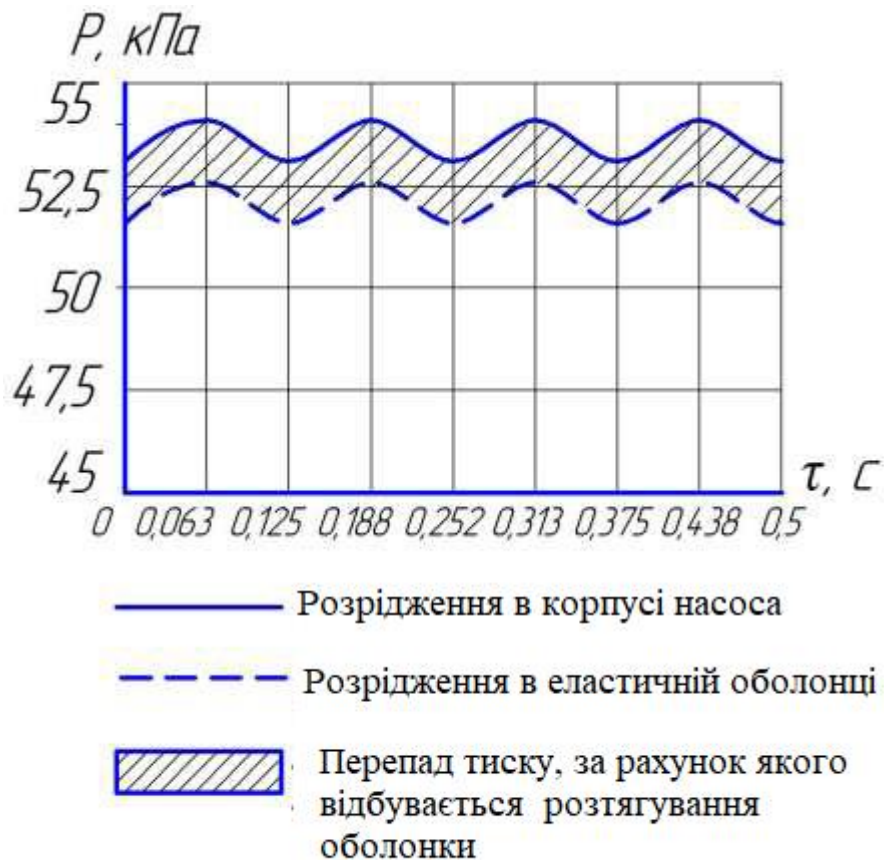 P, кПа
55
52,5
50
47,5
45
τ, С
0 0,063 0,125 0,188 0,252 0,313 0,375 0,438 0,5
Розрідження в корпусі насоса
Розрідження в еластичній оболонці
Перепад тиску, за рахунок якого
відбувається розтягування
оболонки